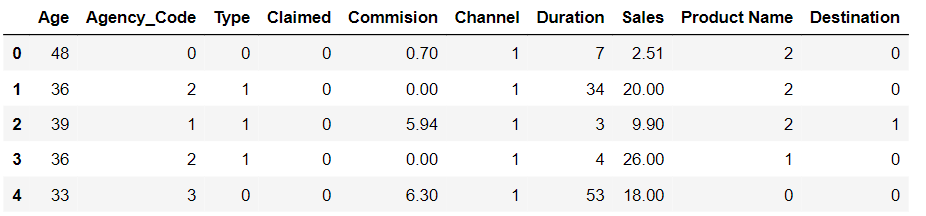 Age Agency_Code Type Claimed Commision Channel Duration Sales Product Name Destination
0 48 0 0 0 0.70 1 7 2.51 2 0
1 36 2 1 0 0.00 1 34 20.00 2 0
2 39 1 1 0 5.94 1 3 9.90 2 1
3 36 2 1 0 0.00 1 4 26.00 1 0
4 33 3 0 0 6.30 1 53 18.00 0 0